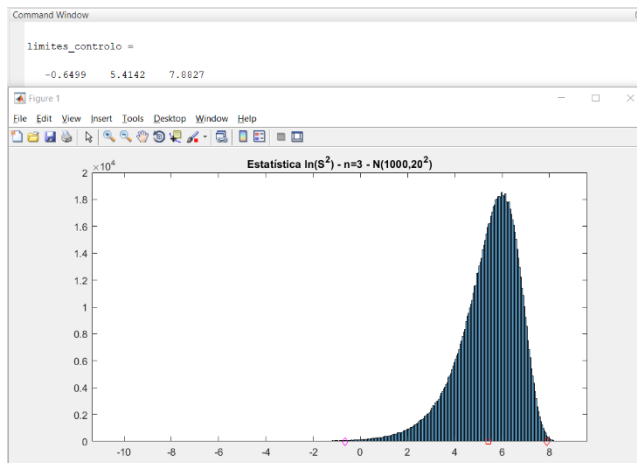 Command Window
limites_controlo =
-0.6499 5.4142 7.8827
Figure 1
File Edit View Insert Tools Desktop Window Help
Estatística ln(S²) - n=3 - N(1000,20²)
×10⁴
2
1.8
1.6
1.4
1.2
1
0.8
0.6
0.4
0.2
0
-10 -8 -6 -4 -2 0 2 4 6 8